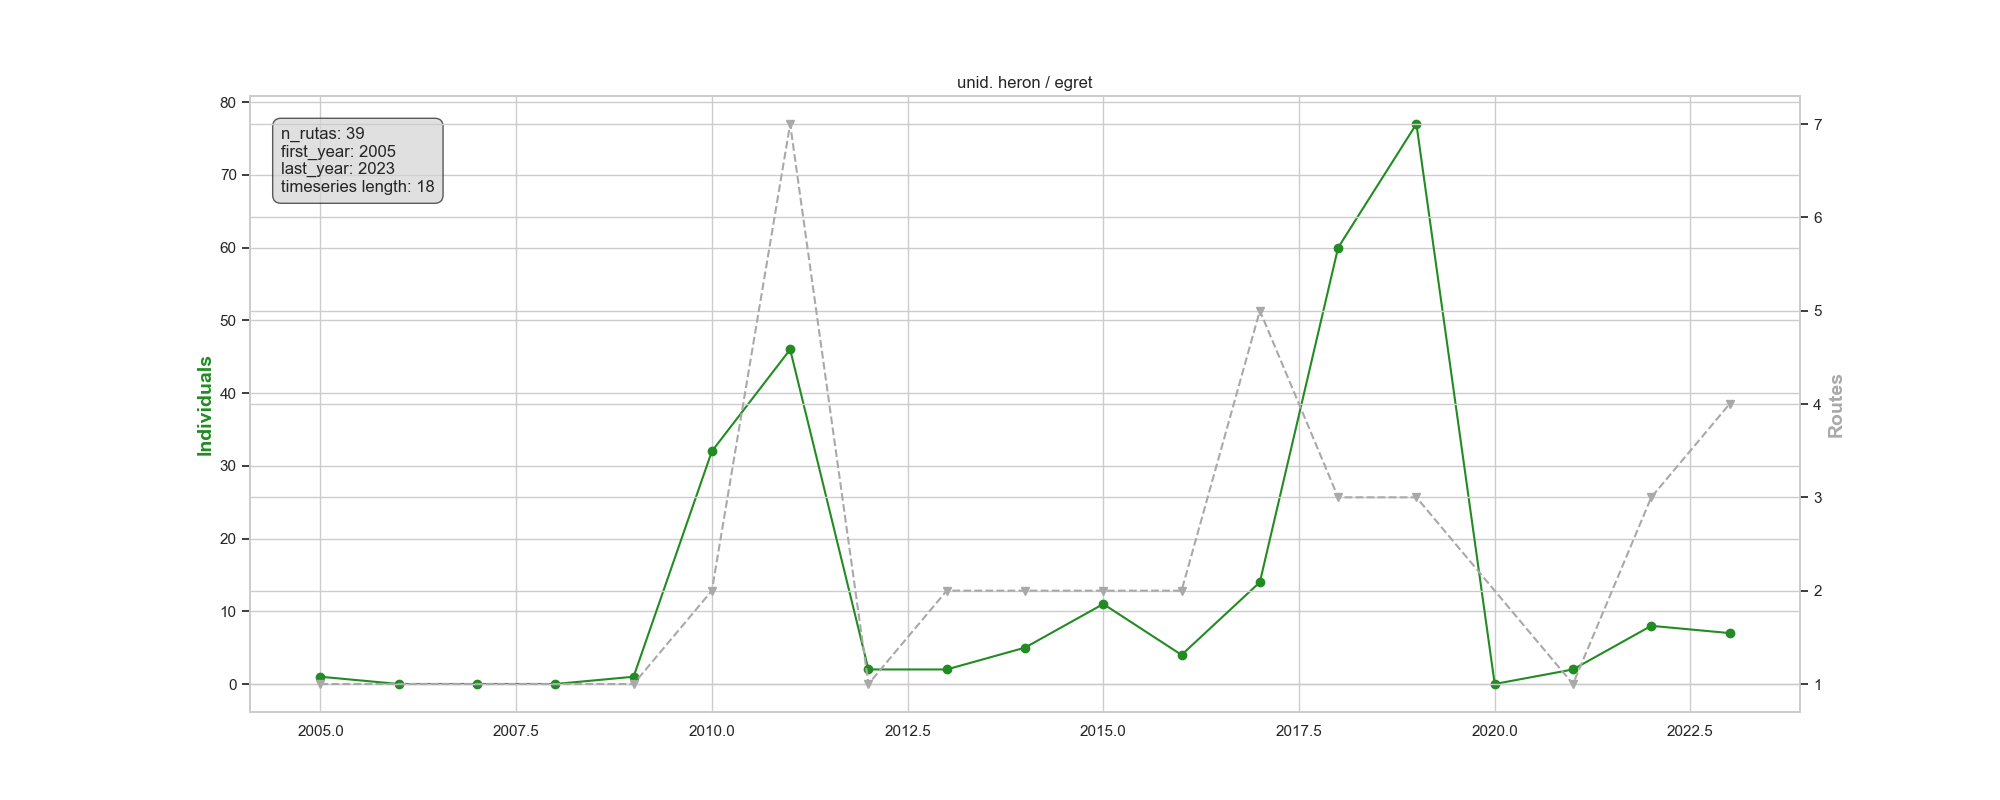 unid. heron / egret
n_rutas: 39
first_year: 2005
last_year: 2023
timeseries length: 18
80
70
60
50
40
30
20
10
0
Individuals
7
6
5
4
3
2
1
Routes
2005.0 2007.5 2010.0 2012.5 2015.0 2017.5 2020.0 2022.5